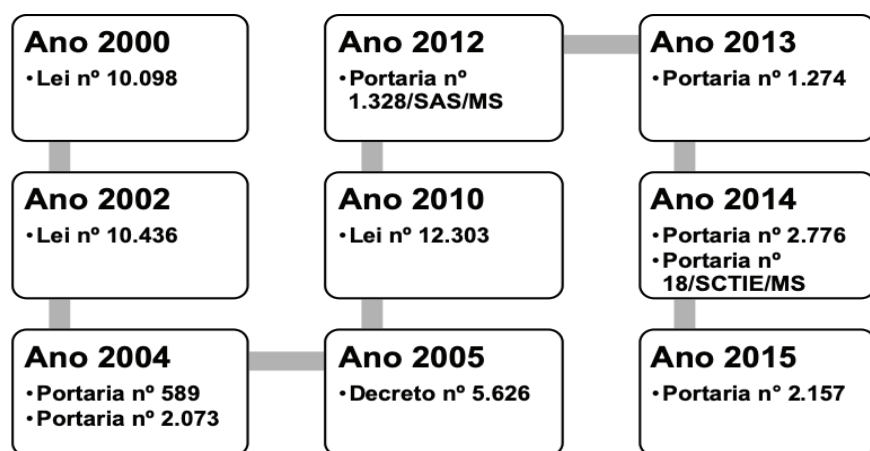 Ano 2000
•Lei nº 10.098
Ano 2002
•Lei nº 10.436
Ano 2004
•Portaria nº 589
•Portaria nº 2.073
Ano 2005
•Decreto nº 5.626
Ano 2010
•Lei nº 12.303
Ano 2012
•Portaria nº
1.328/SAS/MS
Ano 2013
•Portaria nº 1.274
Ano 2014
•Portaria nº 2.776
•Portaria nº
18/SCTIE/MS
Ano 2015
•Portaria n° 2.157